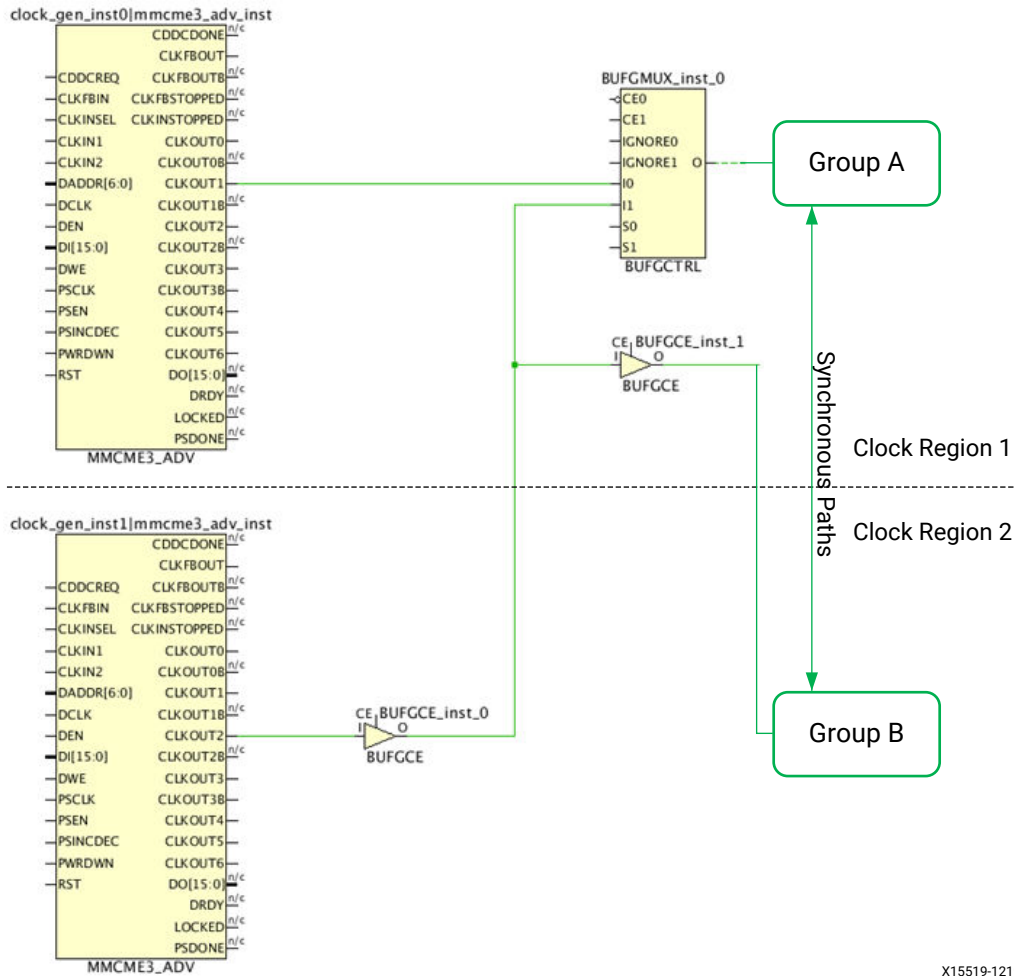 clock_gen_inst0|mmcme3_adv_inst
CDDCDONE n/c
CLKFBOUT
CDDCREQ CLKFBOUTB n/c
CLKFBIN CLKFBSTOPPED n/c
CLKINSEL CLKINSTOPPED n/c
CLKIN1 CLKOUT0
CLKIN2 CLKOUT0B n/c
DADDR[6:0] CLKOUT1
DCLK CLKOUT1B n/c
DEN CLKOUT2
DI[15:0] CLKOUT2B n/c
DWE CLKOUT3
PSCLK CLKOUT3B n/c
PSEN CLKOUT4
PSINCDEC CLKOUT5
PWRDWN CLKOUT6
RST DO[15:0] n/c
DRDY n/c
LOCKED n/c
PSDONE n/c
MMCME3_ADV
BUFGMUX_inst_0
CE0
CE1
IGNORE0
IGNORE1 O
I0
I1
S0
S1
BUFGCTRL
Group A
CE BUFGCE_inst_1
I O
BUFGCE
Synchronous Paths
Clock Region 1
Clock Region 2
clock_gen_inst1|mmcme3_adv_inst
CDDCDONE n/c
CLKFBOUT
CDDCREQ CLKFBOUTB n/c
CLKFBIN CLKFBSTOPPED n/c
CLKINSEL CLKINSTOPPED n/c
CLKIN1 CLKOUT0
CLKIN2 CLKOUT0B n/c
DADDR[6:0] CLKOUT1
DCLK CLKOUT1B n/c
DEN CLKOUT2
DI[15:0] CLKOUT2B n/c
DWE CLKOUT3
PSCLK CLKOUT3B n/c
PSEN CLKOUT4
PSINCDEC CLKOUT5
PWRDWN CLKOUT6
RST DO[15:0] n/c
DRDY n/c
LOCKED n/c
PSDONE n/c
MMCME3_ADV
CE BUFGCE_inst_0
I O
BUFGCE
Group B
X15519-121